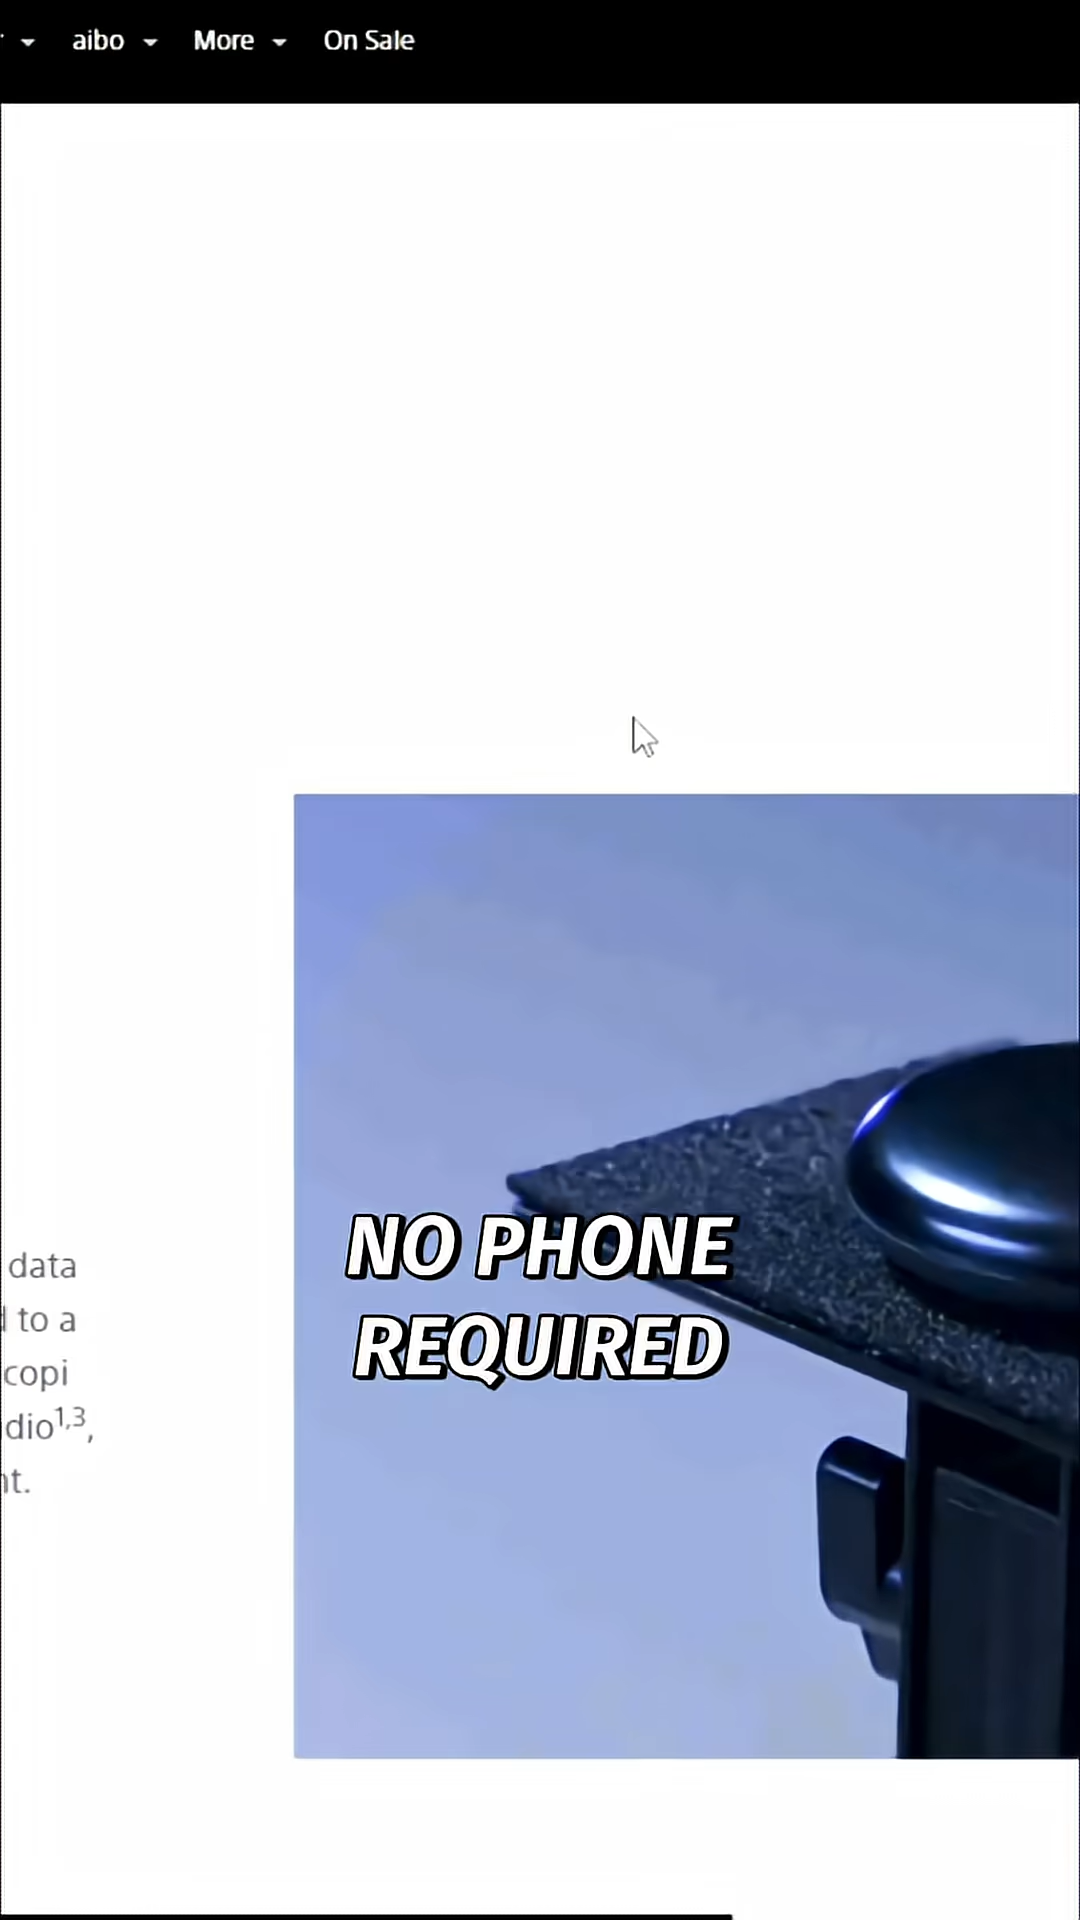 aibo More On Sale
data
to a
copi
dio1,3,
nt.
NO PHONE
REQUIRED